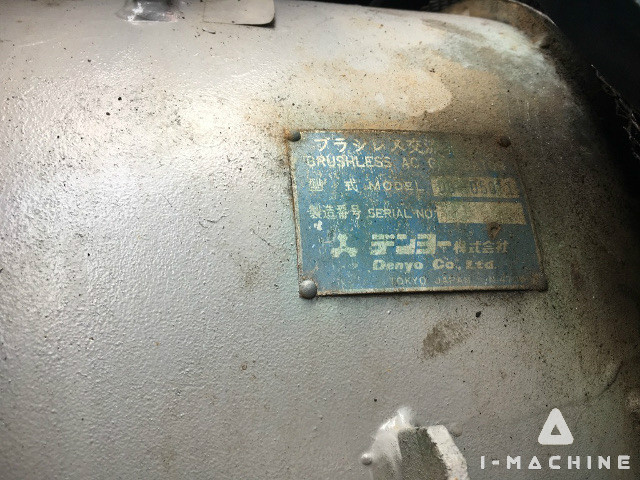 ブラシレス交流
BRUSHLESS AC G
型 式 MODEL
製造番号 SERIAL NO
デンヨー株式会社
Denyo Co., Ltd.
TOKYO JAPAN
I-MACHINE